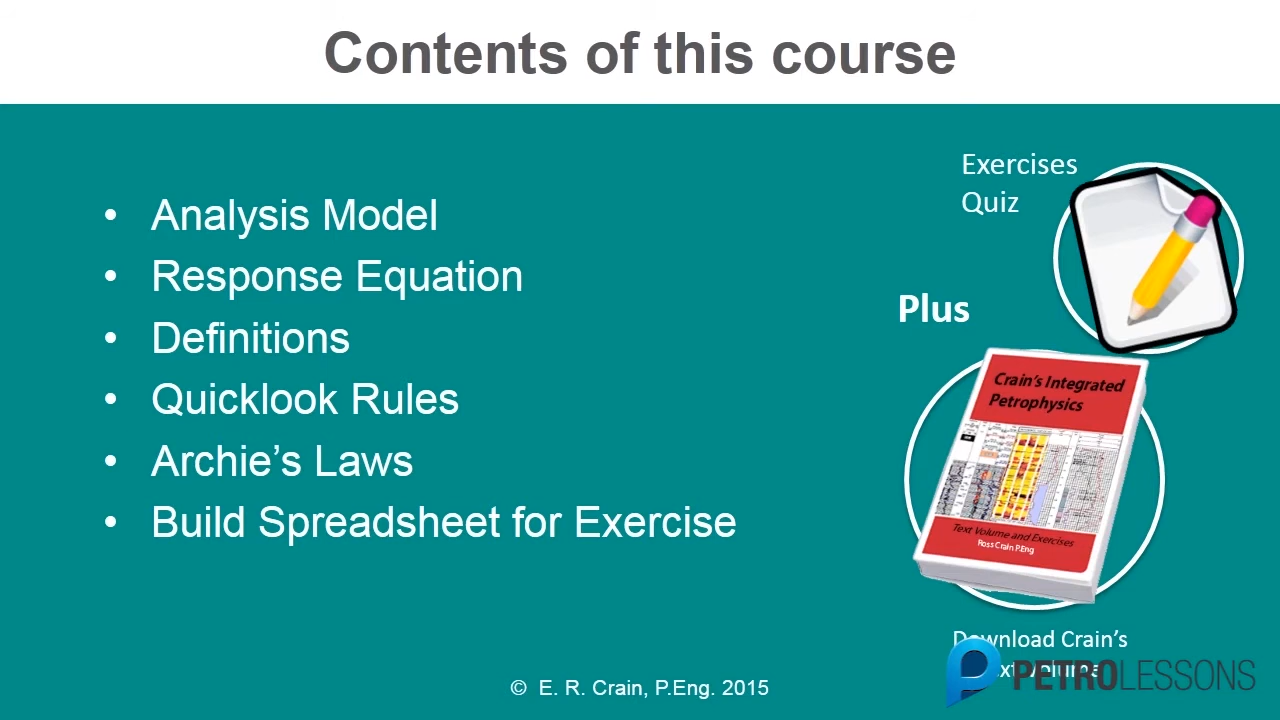 Contents of this course
• Analysis Model
• Response Equation
• Definitions
• Quicklook Rules
• Archie's Laws
• Build Spreadsheet for Exercise
Exercises
Quiz
Plus
Crain's Integrated
Petrophysics
Text Volume and Exercises
Ross Crain P.Eng
Download Crain's
PETROLESSONS
© E. R. Crain, P.Eng. 2015